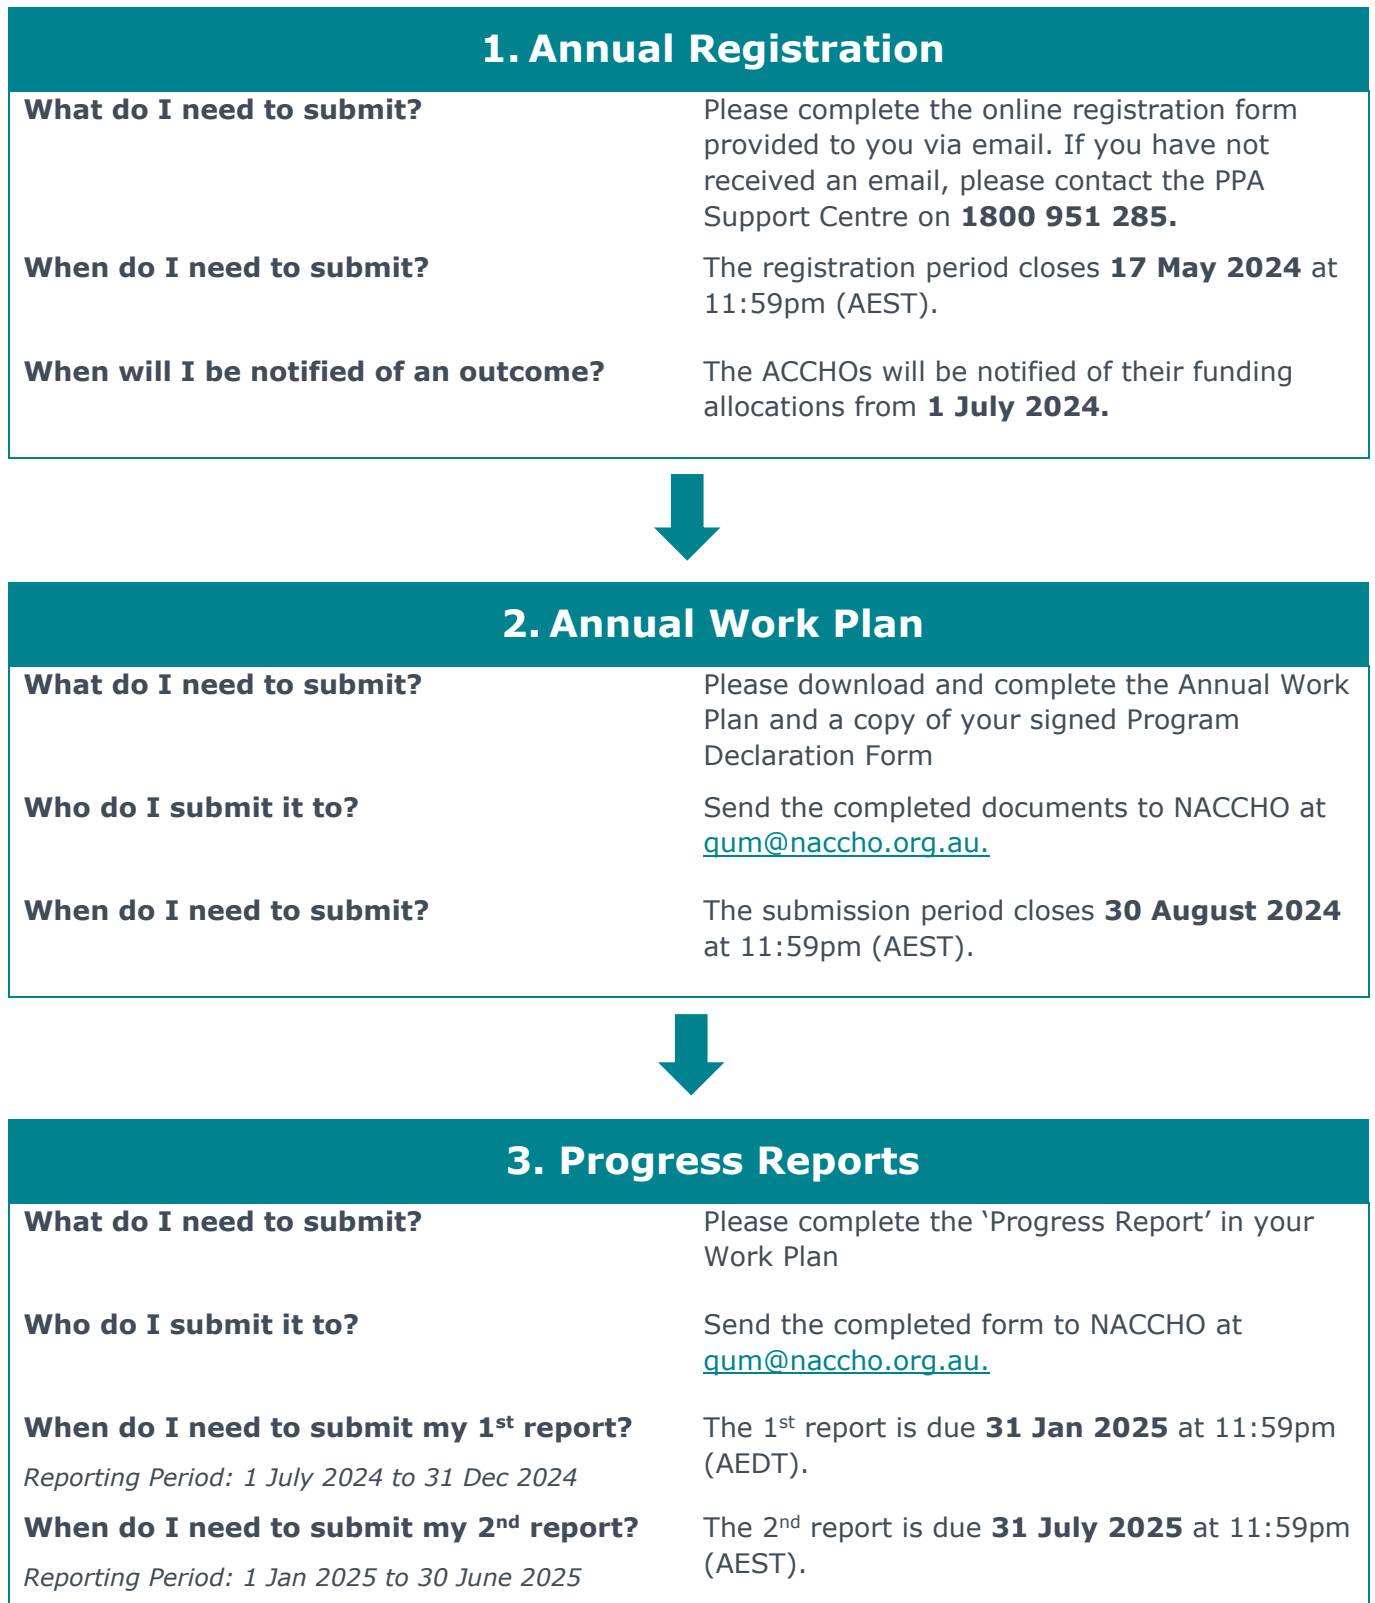 1. Annual Registration
What do I need to submit?
Please complete the online registration form
provided to you via email. If you have not
received an email, please contact the PPA
Support Centre on 1800 951 285.
When do I need to submit?
The registration period closes 17 May 2024 at
11:59pm (AEST).
When will I be notified of an outcome?
The ACCHOs will be notified of their funding
allocations from 1 July 2024.
2. Annual Work Plan
What do I need to submit?
Please download and complete the Annual Work
Plan and a copy of your signed Program
Declaration Form
Who do I submit it to?
Send the completed documents to NACCHO at
qum@naccho.org.au.
When do I need to submit?
The submission period closes 30 August 2024
at 11:59pm (AEST).
3. Progress Reports
What do I need to submit?
Please complete the ‘Progress Report’ in your
Work Plan
Who do I submit it to?
Send the completed form to NACCHO at
qum@naccho.org.au.
When do I need to submit my 1st report?
Reporting Period: 1 July 2024 to 31 Dec 2024
The 1st report is due 31 Jan 2025 at 11:59pm
(AEDT).
When do I need to submit my 2nd report?
Reporting Period: 1 Jan 2025 to 30 June 2025
The 2nd report is due 31 July 2025 at 11:59pm
(AEST).